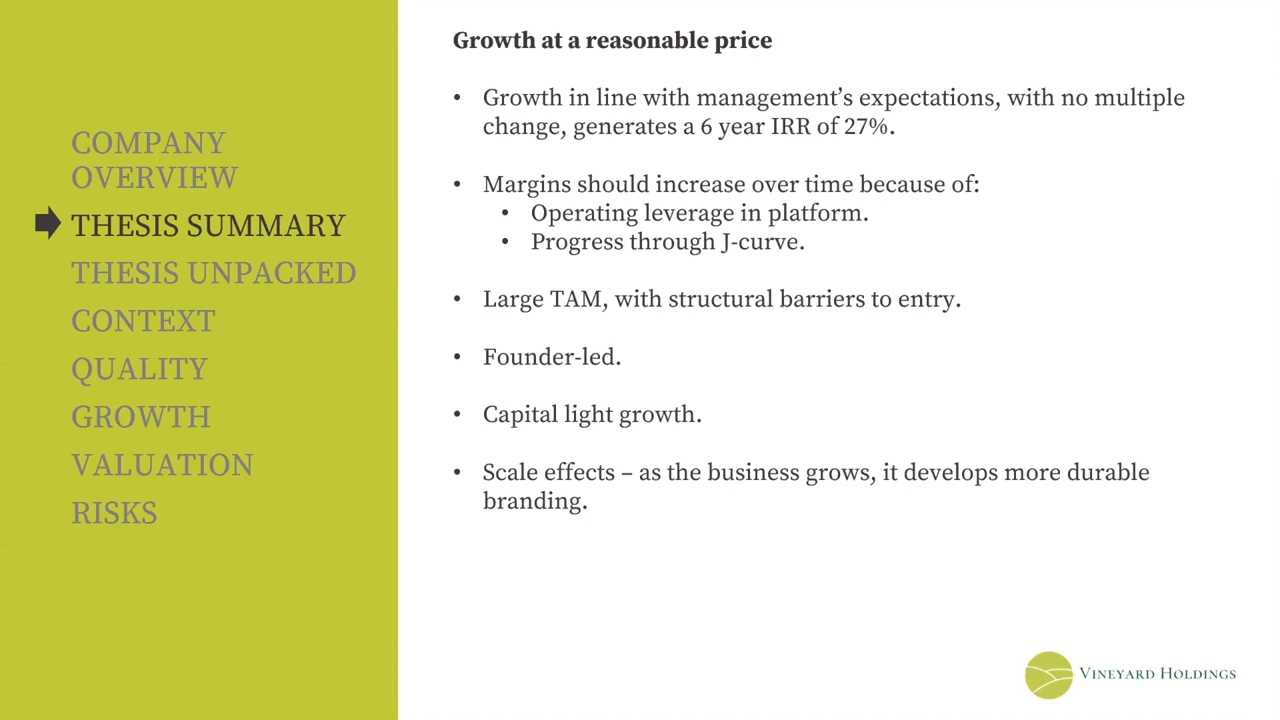 COMPANY
OVERVIEW
THESIS SUMMARY
THESIS UNPACKED
CONTEXT
QUALITY
GROWTH
VALUATION
RISKS
Growth at a reasonable price
• Growth in line with management’s expectations, with no multiple
change, generates a 6 year IRR of 27%.
• Margins should increase over time because of:
• Operating leverage in platform.
• Progress through J-curve.
• Large TAM, with structural barriers to entry.
• Founder-led.
• Capital light growth.
• Scale effects – as the business grows, it develops more durable
branding.
VINEYARD HOLDINGS